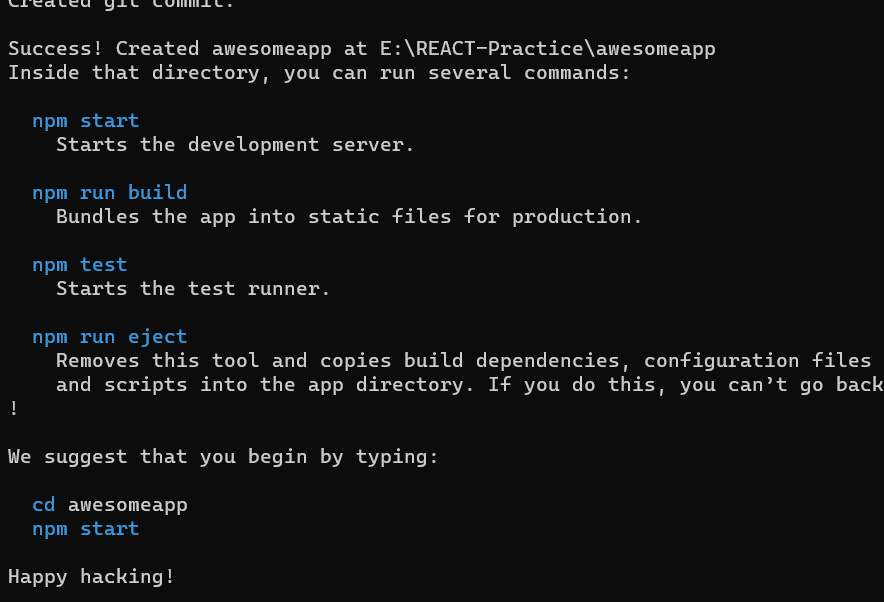 Created git commit.
Success! Created awesomeapp at E:\REACT-Practice\awesomeapp
Inside that directory, you can run several commands:
npm start
Starts the development server.
npm run build
Bundles the app into static files for production.
npm test
Starts the test runner.
npm run eject
Removes this tool and copies build dependencies, configuration files
and scripts into the app directory. If you do this, you can’t go back
!
We suggest that you begin by typing:
cd awesomeapp
npm start
Happy hacking!